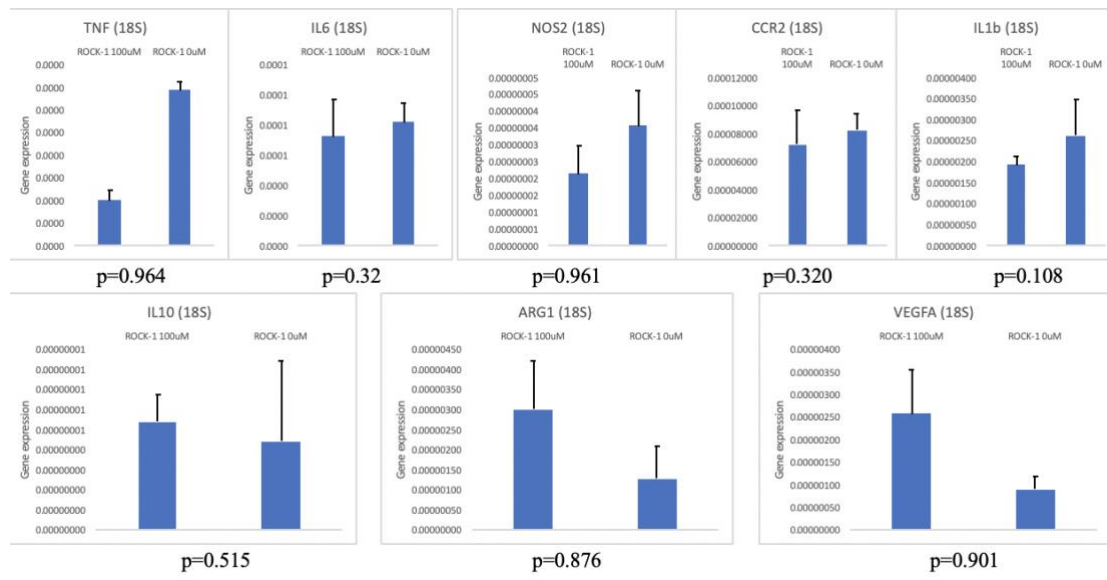 TNF (18S)
ROCK-1 100uM
ROCK-1 0uM
Gene expression
0.0000
0.0000
0.0000
0.0000
0.0000
0.0000
0.0000
0.0000
0.0000
p=0.964
IL6 (18S)
ROCK-1 100uM
ROCK-1 0uM
Gene expression
0.0001
0.0001
0.0001
0.0001
0.0000
0.0000
0.0000
p=0.32
NOS2 (18S)
ROCK-1
100uM
ROCK-1 0uM
Gene expression
0.00000005
0.00000005
0.00000004
0.00000004
0.00000003
0.00000003
0.00000002
0.00000002
0.00000001
0.00000001
0.00000000
p=0.961
CCR2 (18S)
ROCK-1
100uM
ROCK-1 0uM
Gene expression
0.00012000
0.00010000
0.00008000
0.00006000
0.00004000
0.00002000
0.00000000
p=0.320
IL1b (18S)
ROCK-1
100uM
ROCK-1 0uM
Gene expression
0.00000400
0.00000350
0.00000300
0.00000250
0.00000200
0.00000150
0.00000100
0.00000050
0.00000000
p=0.108
IL10 (18S)
ROCK-1 100uM
ROCK-1 0uM
Gene expression
0.00000001
0.00000001
0.00000001
0.00000001
0.00000001
0.00000000
0.00000000
0.00000000
0.00000000
0.00000000
p=0.515
ARG1 (18S)
ROCK-1 100uM
ROCK-1 0uM
Gene expression
0.00000450
0.00000400
0.00000350
0.00000300
0.00000250
0.00000200
0.00000150
0.00000100
0.00000050
0.00000000
p=0.876
VEGFA (18S)
ROCK-1 100uM
ROCK-1 0uM
Gene expression
0.00000400
0.00000350
0.00000300
0.00000250
0.00000200
0.00000150
0.00000100
0.00000050
0.00000000
p=0.901